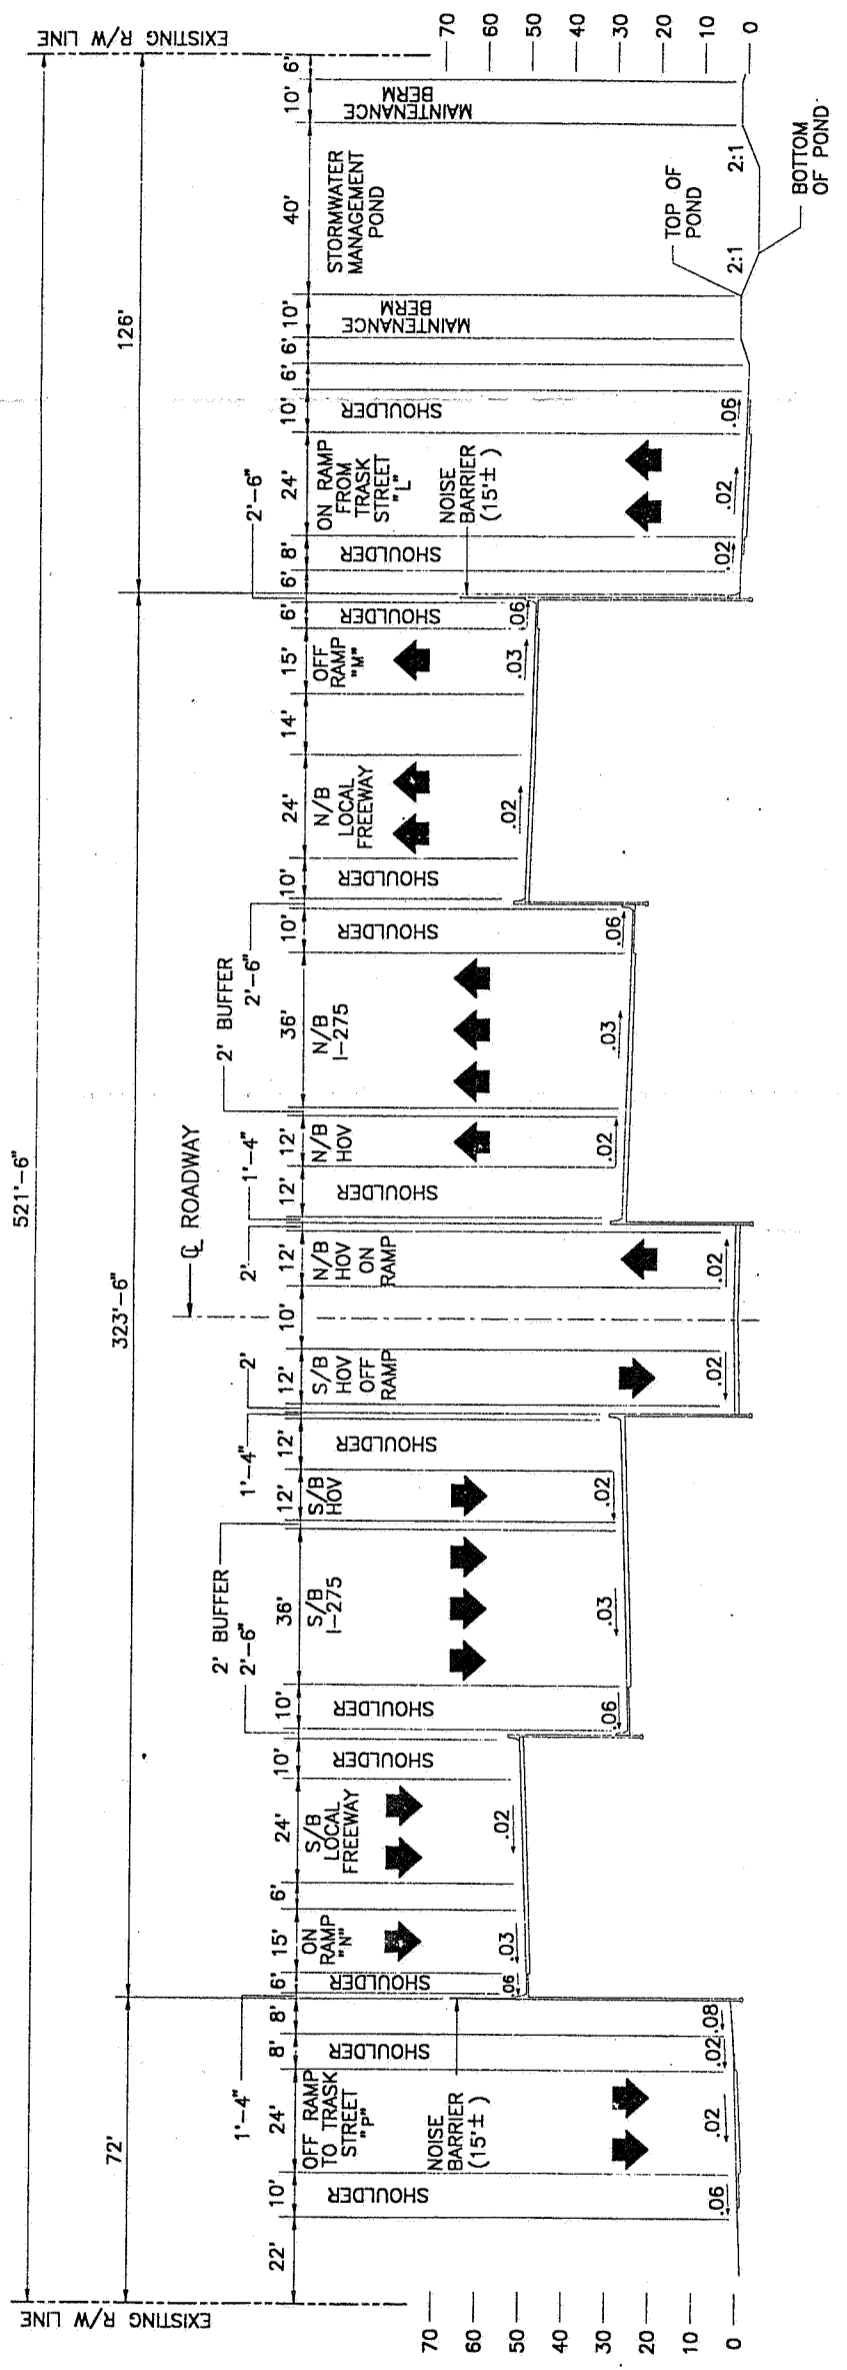 521'-6"
72'
323'-6"
126'
EXISTING R/W LINE
EXISTING R/W LINE
℄ ROADWAY
1'-4"
2' BUFFER
2'-6"
1'-4"
2'
2'
1'-4"
2' BUFFER
2'-6"
2'-6"
22'
10'
24'
8'
8'
6'
15'
6'
24'
10'
10'
36'
12'
12'
12'
10'
12'
12'
12'
36'
10'
10'
24'
14'
15'
6'
6'
8'
24'
10'
6'
6'
10'
40'
10'
6'
SHOULDER
OFF RAMP
TO TRASK
STREET
"P"
SHOULDER
SHOULDER
ON
RAMP
"N"
S/B
LOCAL
FREEWAY
SHOULDER
SHOULDER
S/B
I-275
S/B
HOV
SHOULDER
S/B
HOV
OFF
RAMP
N/B
HOV
ON
RAMP
SHOULDER
N/B
HOV
N/B
I-275
SHOULDER
SHOULDER
N/B
LOCAL
FREEWAY
OFF
RAMP
"M"
SHOULDER
SHOULDER
ON RAMP
FROM
TRASK
STREET
"L"
SHOULDER
MAINTENANCE
BERM
STORMWATER
MANAGEMENT
POND
MAINTENANCE
BERM
NOISE
BARRIER
(15'±)
NOISE
BARRIER
(15'±)
TOP OF
POND
BOTTOM
OF POND
2:1
2:1
.06
.02
.02
.08
.06
.03
.02
.06
.03
.02
.02
.02
.02
.03
.06
.02
.03
.06
.02
.02
.06
70
60
50
40
30
20
10
0
70
60
50
40
30
20
10
0